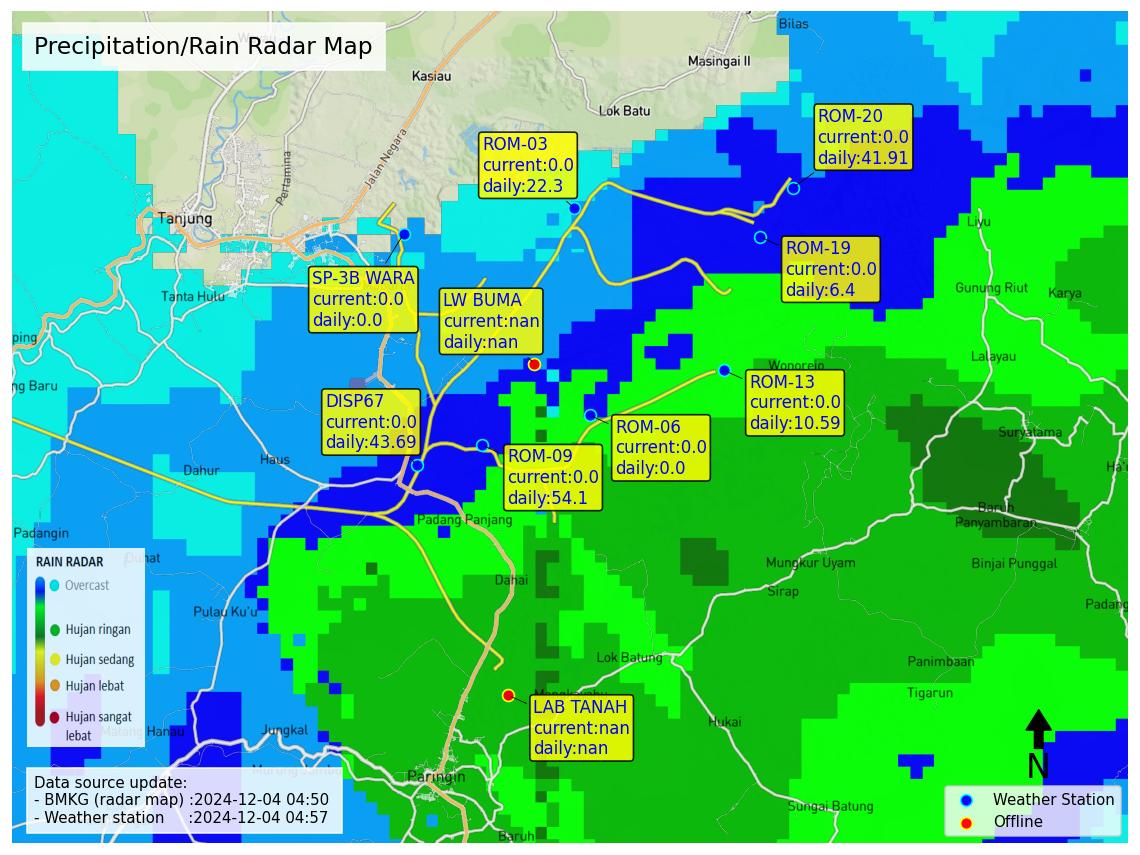 Precipitation/Rain Radar Map
Bilas
Masingai II
Kasiau
Lok Batu
Jalan Negara
Pertamina
Tanjung
Tanta Hulu
ROM-03
current:0.0
daily:22.3
ROM-20
current:0.0
daily:41.91
ROM-19
current:0.0
daily:6.4
SP-3B WARA
current:0.0
daily:0.0
LW BUMA
current:nan
daily:nan
Liyu
Gunung Riut
Karya
Lalayau
Wonorejo
ping
ng Baru
DISP67
current:0.0
daily:43.69
ROM-13
current:0.0
daily:10.59
ROM-06
current:0.0
daily:0.0
ROM-09
current:0.0
daily:54.1
Suryatama
Haus
Dahur
Baruh
Panyambaran
Padang Panjang
Padangin
Mungkur Uyam
Binjai Punggal
Dahai
Sirap
Pulau Ku'u
Padang
Lok Batung
Panimbaan
Tigarun
Hukai
RAIN RADAR
Overcast
Hujan ringan
Hujan sedang
Hujan lebat
Hujan sangat
lebat
LAB TANAH
current:nan
daily:nan
Jungkal
Paringin
Sungai Batung
Baruh
N
Data source update:
- BMKG (radar map) :2024-12-04 04:50
- Weather station :2024-12-04 04:57
Weather Station
Offline